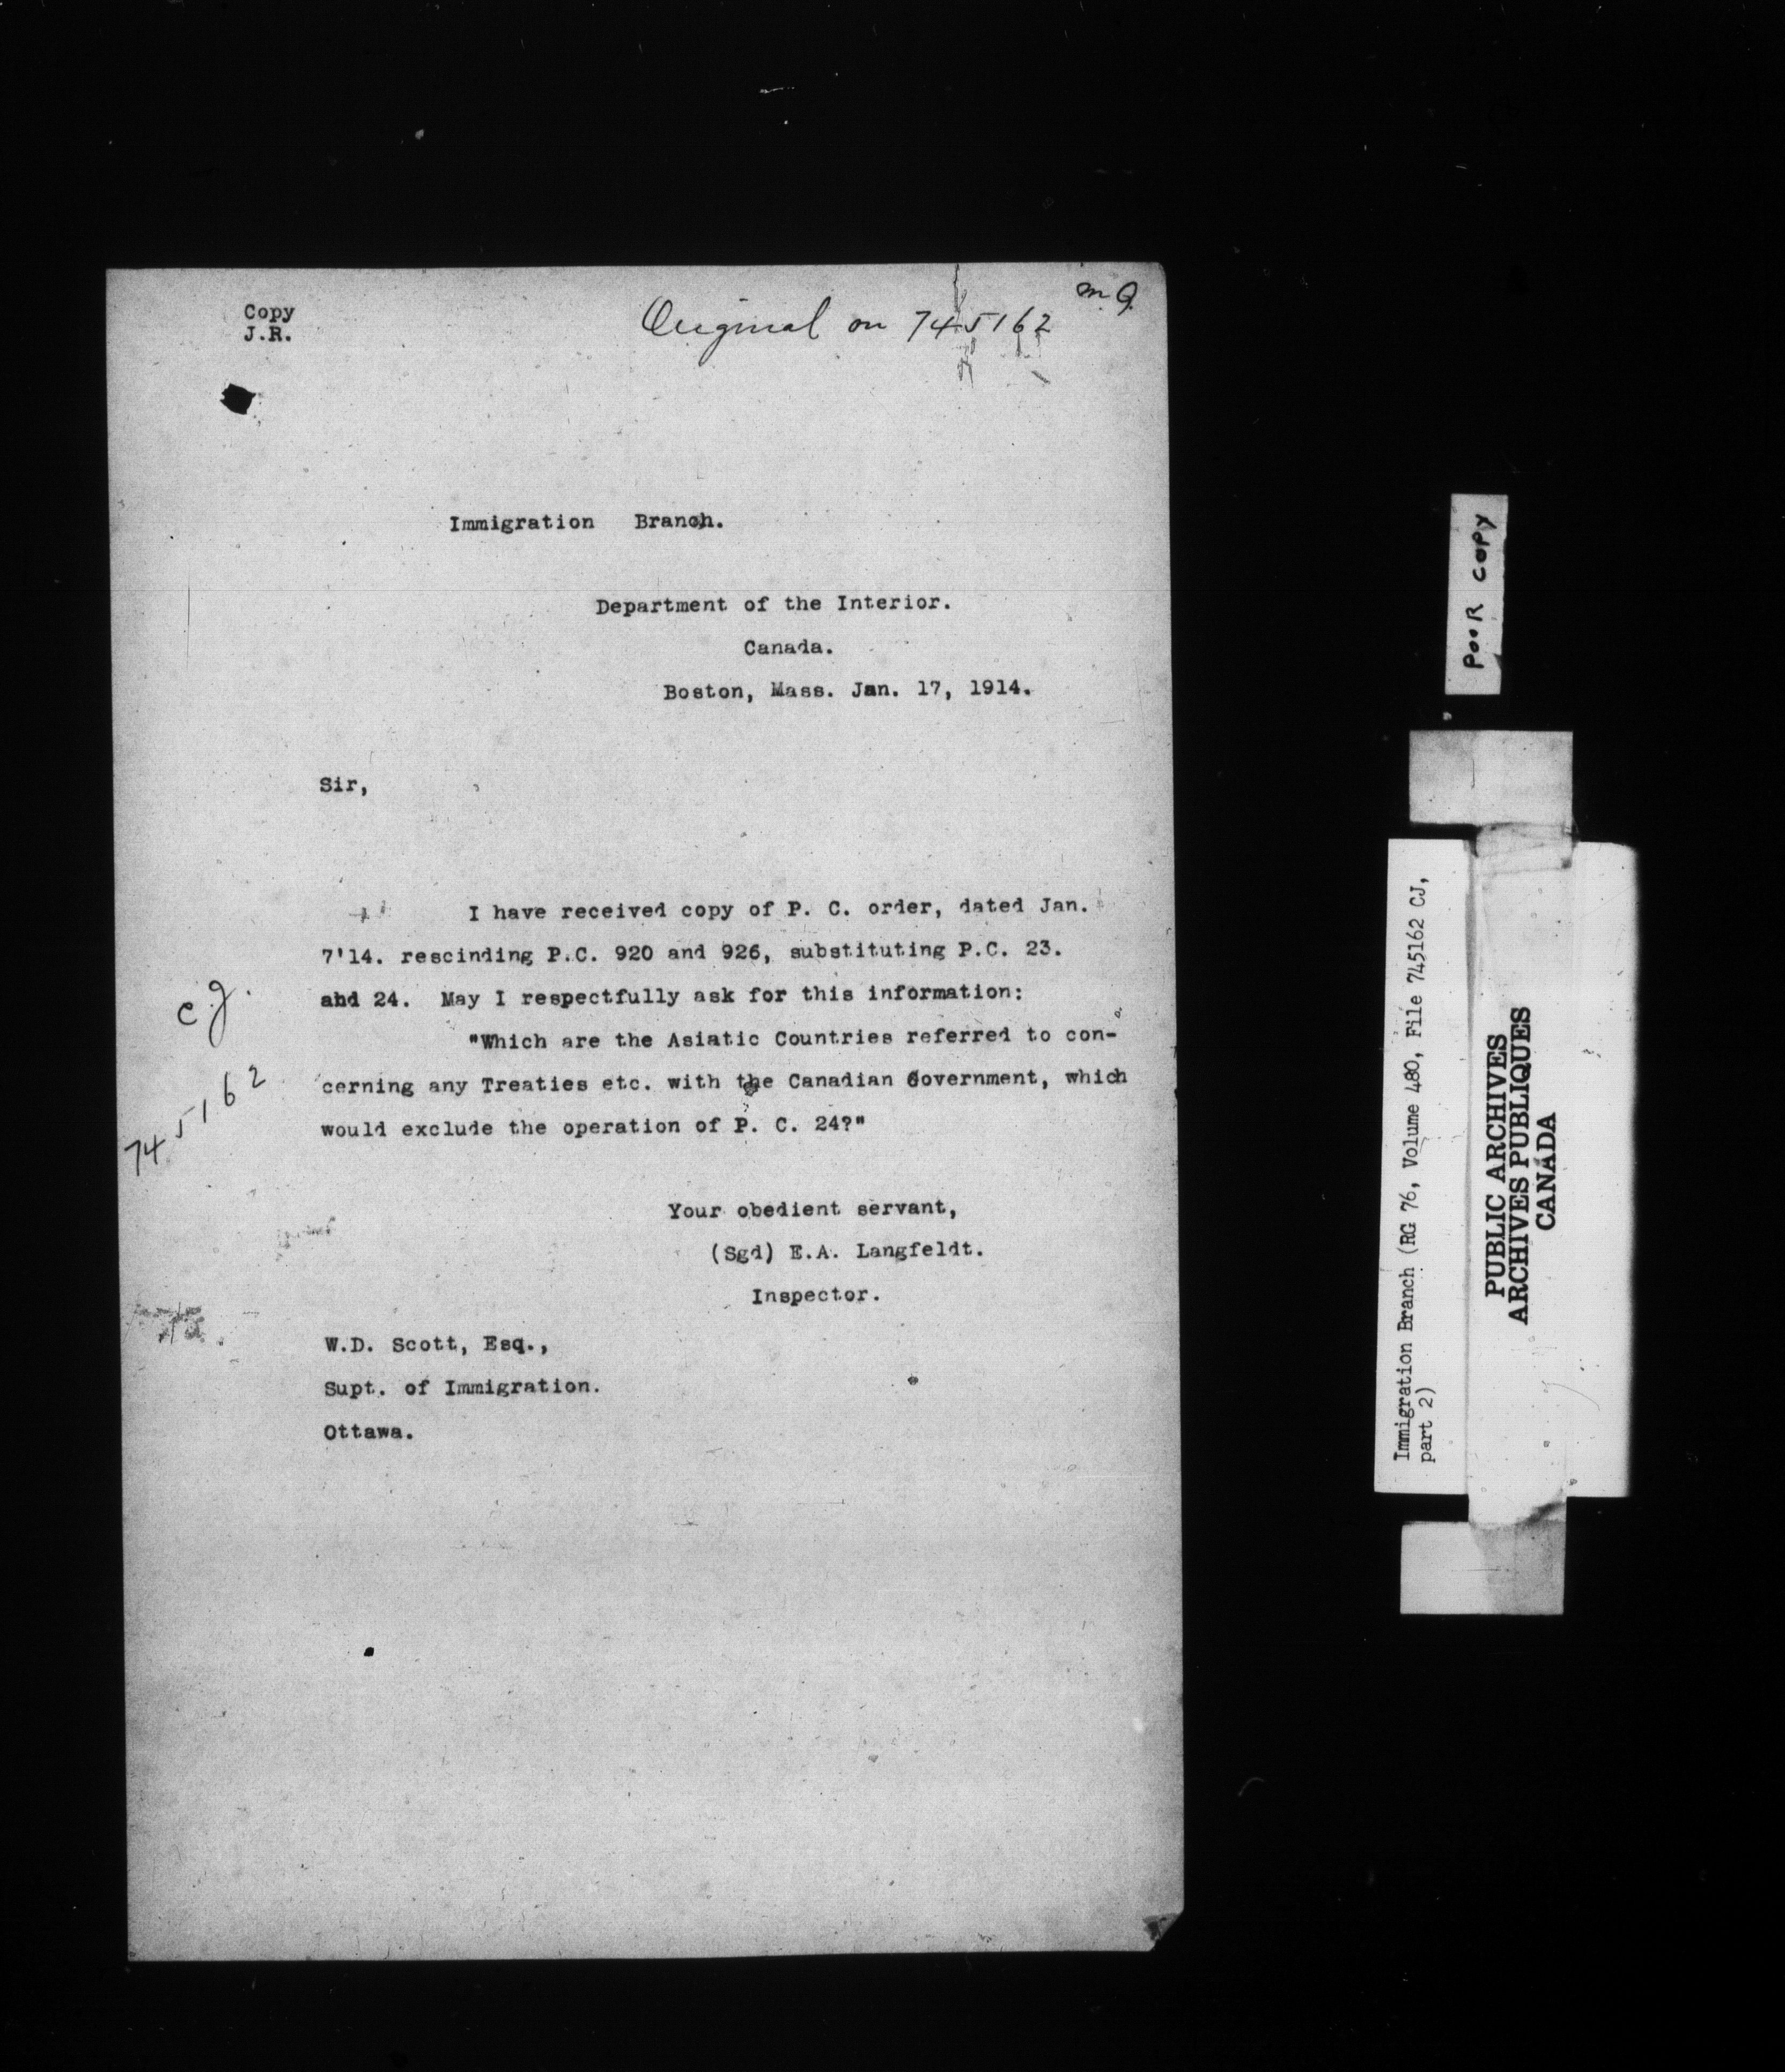 Copy
J.R.
Original on 745162
m.J.
Immigration Branch.
Department of the Interior.
Canada.
Boston, Mass. Jan. 17, 1914.
Sir,
I have received copy of P. C. order, dated Jan.
7'14. rescinding P.C. 920 and 926, substituting P.C. 23.
and 24. May I respectfully ask for this information:
"Which are the Asiatic Countries referred to con-
cerning any Treaties etc. with the Canadian Government, which
would exclude the operation of P. C. 24?"
c.J.
745162
Your obedient servant,
(Sgd) E.A. Langfeldt.
Inspector.
W.D. Scott, Esq.,
Supt. of Immigration.
Ottawa.
POOR COPY
Immigration Branch (RG 76, Volume 480, File 745162 CJ,
part 2)
PUBLIC ARCHIVES
ARCHIVES PUBLIQUES
CANADA